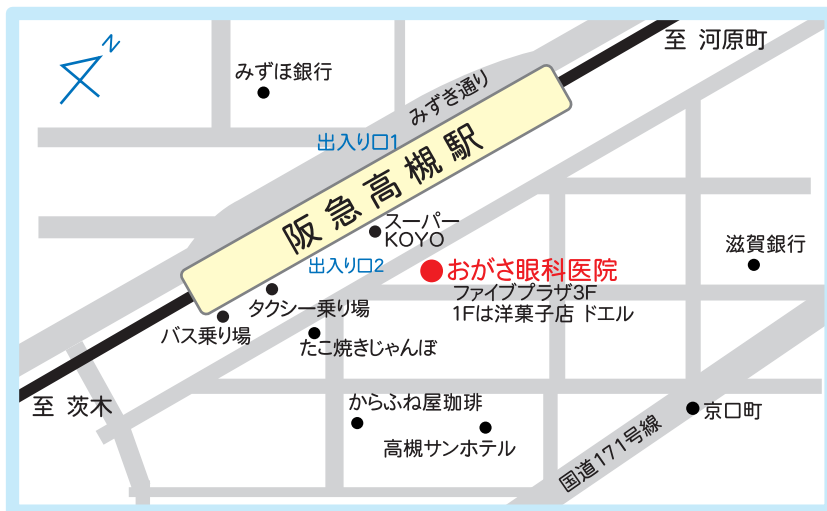 N
至 河原町
みずほ銀行
みずき通り
出入り口1
阪急高槻駅
スーパー
KOYO
出入り口2
おがさ眼科医院
ファイブプラザ3F
1Fは洋菓子店 ドエル
滋賀銀行
タクシー乗り場
バス乗り場
たこ焼きじゃんぼ
至 茨木
からふね屋珈琲
高槻サンホテル
京口町
国道171号線